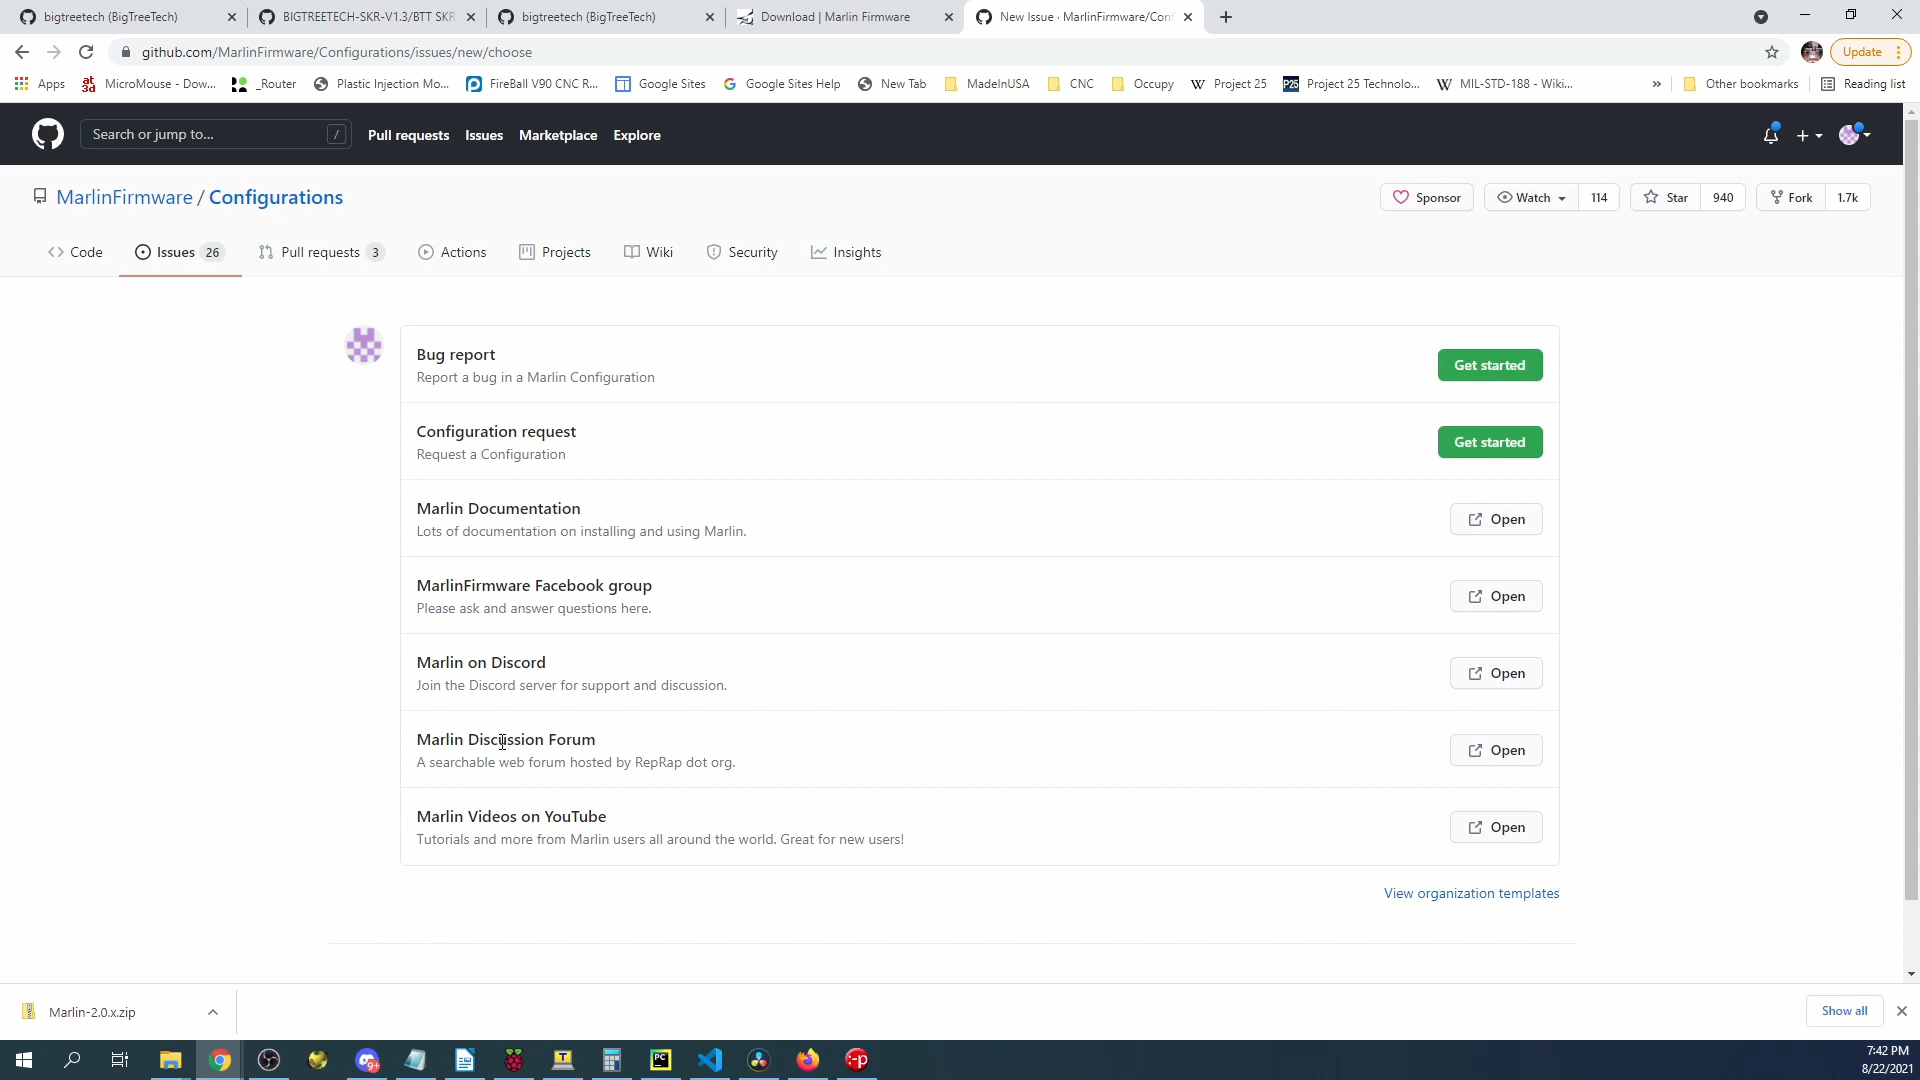 bigtreetech (BigTreeTech)
BIGTREETECH-SKR-V1.3/BTT SKR
bigtreetech (BigTreeTech)
Download | Marlin Firmware
New Issue · MarlinFirmware/Conf
github.com/MarlinFirmware/Configurations/issues/new/choose
Update
Apps
at 3d MicroMouse - Dow...
_Router
Plastic Injection Mo...
FireBall V90 CNC R...
Google Sites
Google Sites Help
New Tab
MadeInUSA
CNC
Occupy
W Project 25
P25 Project 25 Technolo...
W MIL-STD-188 - Wiki...
»
Other bookmarks
Reading list
Search or jump to... /
Pull requests
Issues
Marketplace
Explore
MarlinFirmware / Configurations
Sponsor
Watch 114
Star 940
Fork 1.7k
Code
Issues 26
Pull requests 3
Actions
Projects
Wiki
Security
Insights
Bug report
Report a bug in a Marlin Configuration
Get started
Configuration request
Request a Configuration
Get started
Marlin Documentation
Lots of documentation on installing and using Marlin.
Open
MarlinFirmware Facebook group
Please ask and answer questions here.
Open
Marlin on Discord
Join the Discord server for support and discussion.
Open
Marlin Discussion Forum
A searchable web forum hosted by RepRap dot org.
Open
Marlin Videos on YouTube
Tutorials and more from Marlin users all around the world. Great for new users!
Open
View organization templates
Marlin-2.0.x.zip
Show all
9+
T
PC
:-p
7:42 PM
8/22/2021